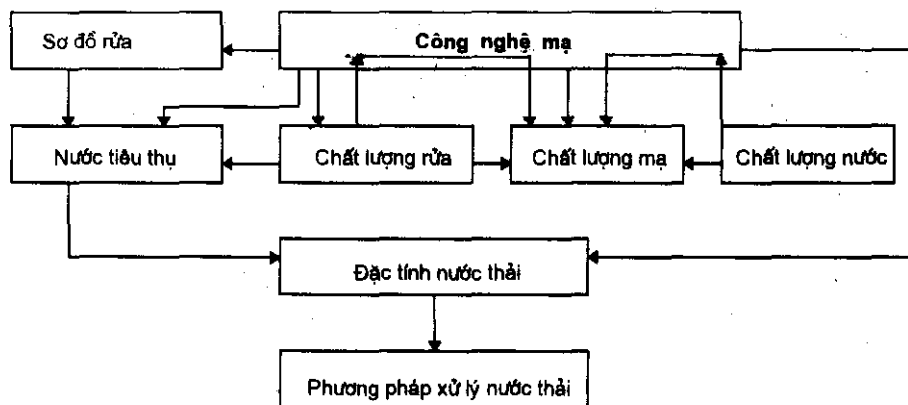 Sơ đồ rửa
Công nghệ mạ
Nước tiêu thụ
Chất lượng rửa
Chất lượng mạ
Chất lượng nước
Đặc tính nước thải
Phương pháp xử lý nước thải